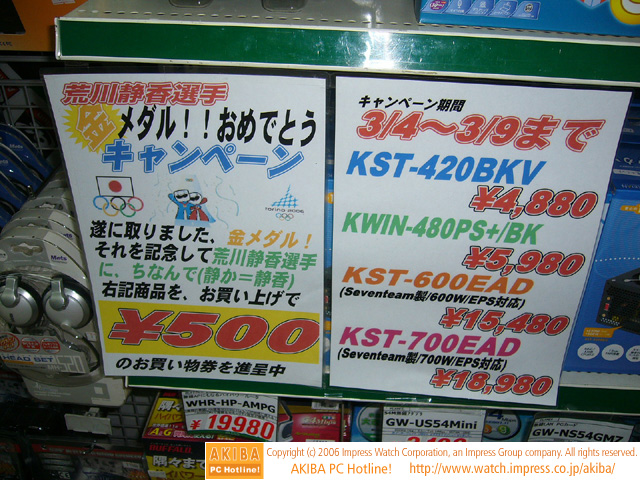 荒川静香選手
金メダル！！おめでとう
キャンペーン
TORINO 2006
遂に取りました、金メダル！
それを記念して荒川静香選手
に、ちなんで(静か＝静香)
右記商品を、お買い上げで
¥500
のお買い物券を進呈中
キャンペーン期間
3/4～3/9まで
KST-420BKV
¥4,880
KWIN-480PS+/BK
¥5,980
KST-600EAD
(Seventeam製/600W/EPS対応)
¥15,480
KST-700EAD
(Seventeam製/700W/EPS対応)
¥18,980
HEAD SET
WHR-HP-AMPG
¥19980
GW-US54Mini
GW-NS54GMZ
AKIBA
PC Hotline!
Copyright (c) 2006 Impress Watch Corporation, an Impress Group company. All rights reserved.
AKIBA PC Hotline! http://www.watch.impress.co.jp/akiba/